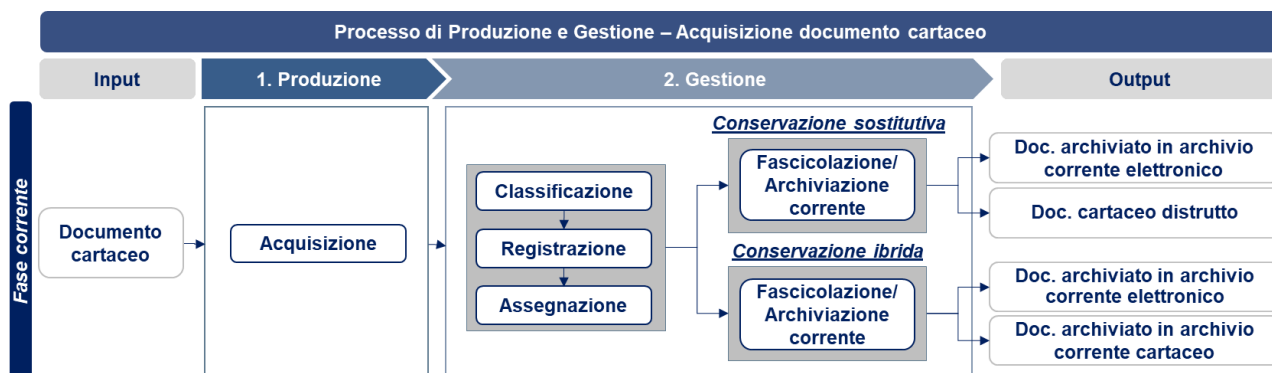 Processo di Produzione e Gestione – Acquisizione documento cartaceo
Input
1. Produzione
2. Gestione
Output
Fase corrente
Documento
cartaceo
Acquisizione
Classificazione
Registrazione
Assegnazione
Conservazione sostitutiva
Fascicolazione/
Archiviazione
corrente
Conservazione ibrida
Fascicolazione/
Archiviazione
corrente
Doc. archiviato in archivio
corrente elettronico
Doc. cartaceo distrutto
Doc. archiviato in archivio
corrente elettronico
Doc. archiviato in archivio
corrente cartaceo